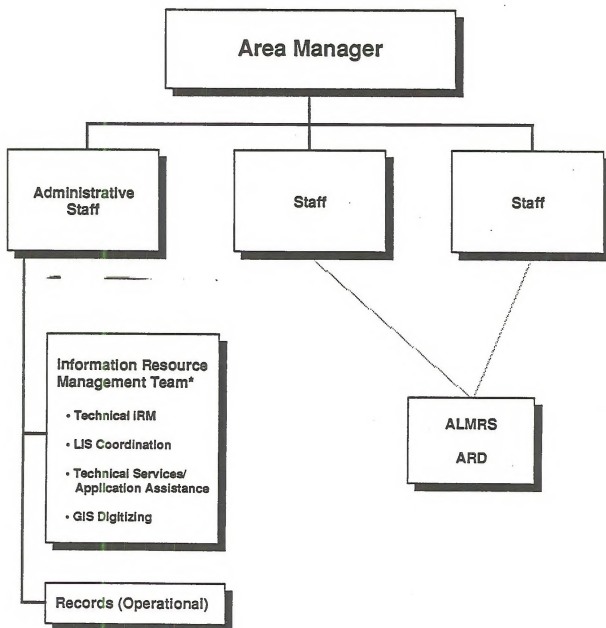 Area Manager
Administrative
Staff
Staff
Staff
Information Resource
Management Team*
• Technical IRM
• LIS Coordination
• Technical Services/
Application Assistance
• GIS Digitizing
ALMRS
ARD
Records (Operational)